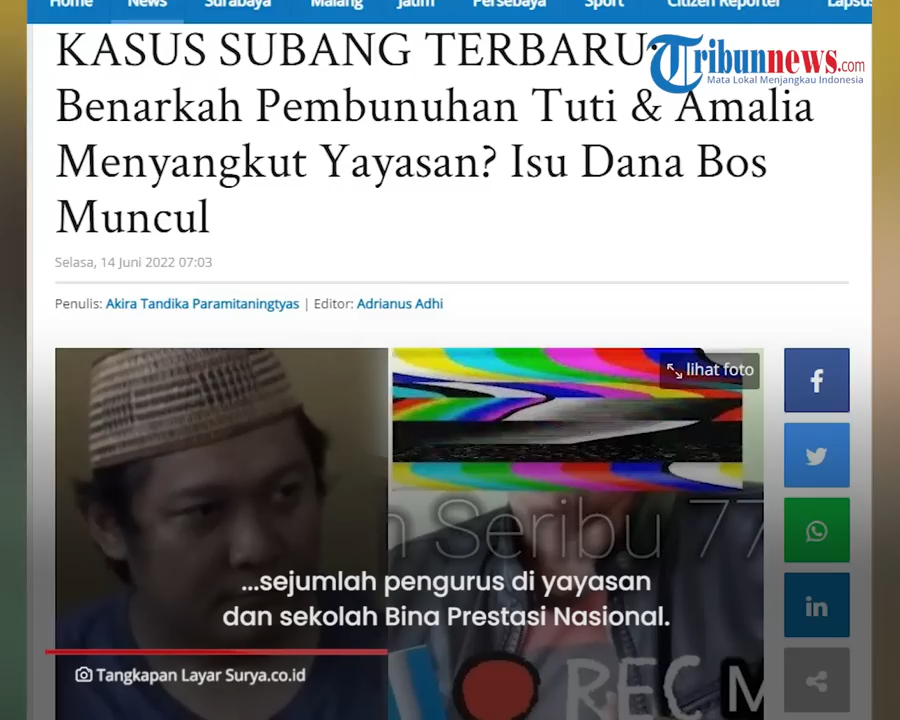 Home News Surabaya Malang Jatim Persebaya Sport Citizen Reporter
KASUS SUBANG TERBARU:
Tribunnews.com
Mata Lokal Menjangkau Indonesia
Benarkah Pembunuhan Tuti & Amalia
Menyangkut Yayasan? Isu Dana Bos
Muncul
Selasa, 14 Juni 2022 07:03
Penulis: Akira Tandika Paramitaningtyas | Editor: Adrianus Adhi
lihat foto
Seribu 77
...sejumlah pengurus di yayasan
dan sekolah Bina Prestasi Nasional.
Tangkapan Layar Surya.co.id
REC